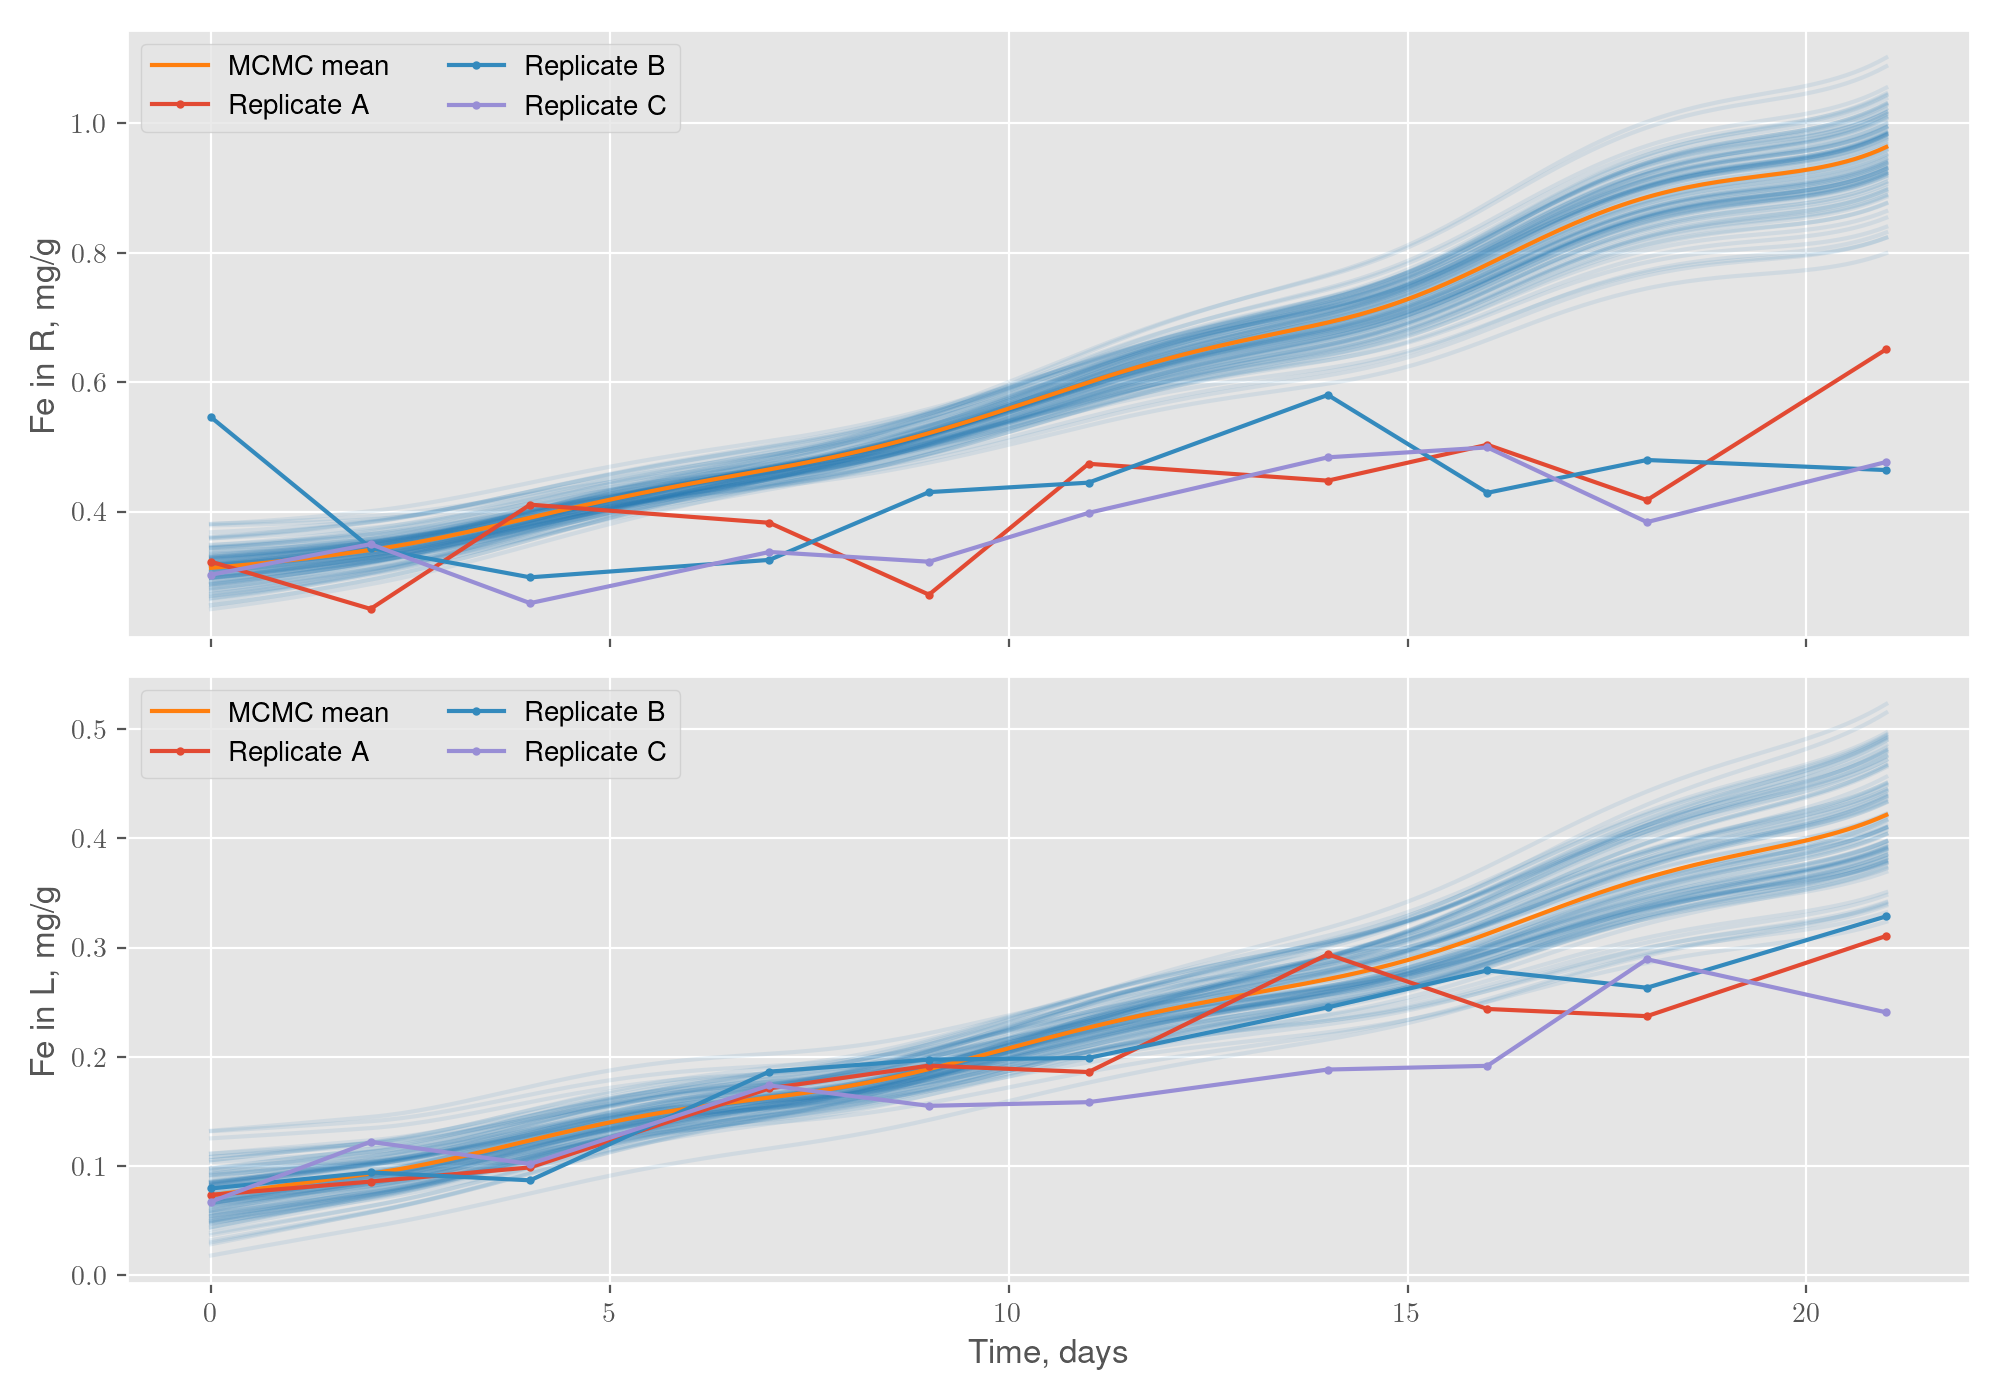 MCMC mean
Replicate A
Replicate B
Replicate C
Fe in R, mg/g
1.0
0.8
0.6
0.4
MCMC mean
Replicate A
Replicate B
Replicate C
Fe in L, mg/g
0.5
0.4
0.3
0.2
0.1
0.0
0 5 10 15 20
Time, days